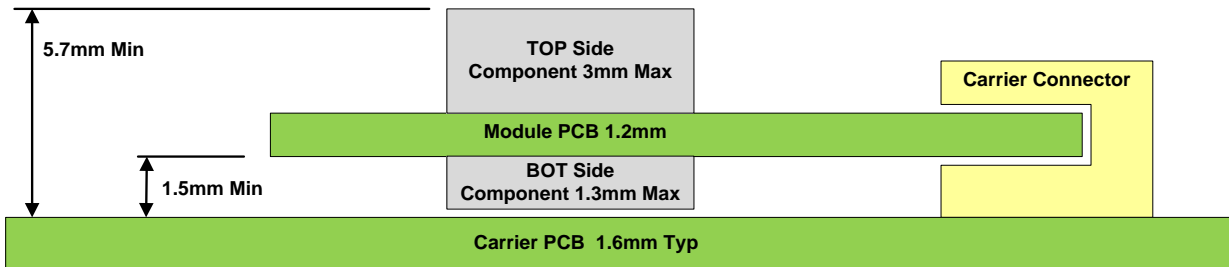 5.7mm Min
TOP Side
Component 3mm Max
Carrier Connector
Module PCB 1.2mm
1.5mm Min
BOT Side
Component 1.3mm Max
Carrier PCB  1.6mm Typ